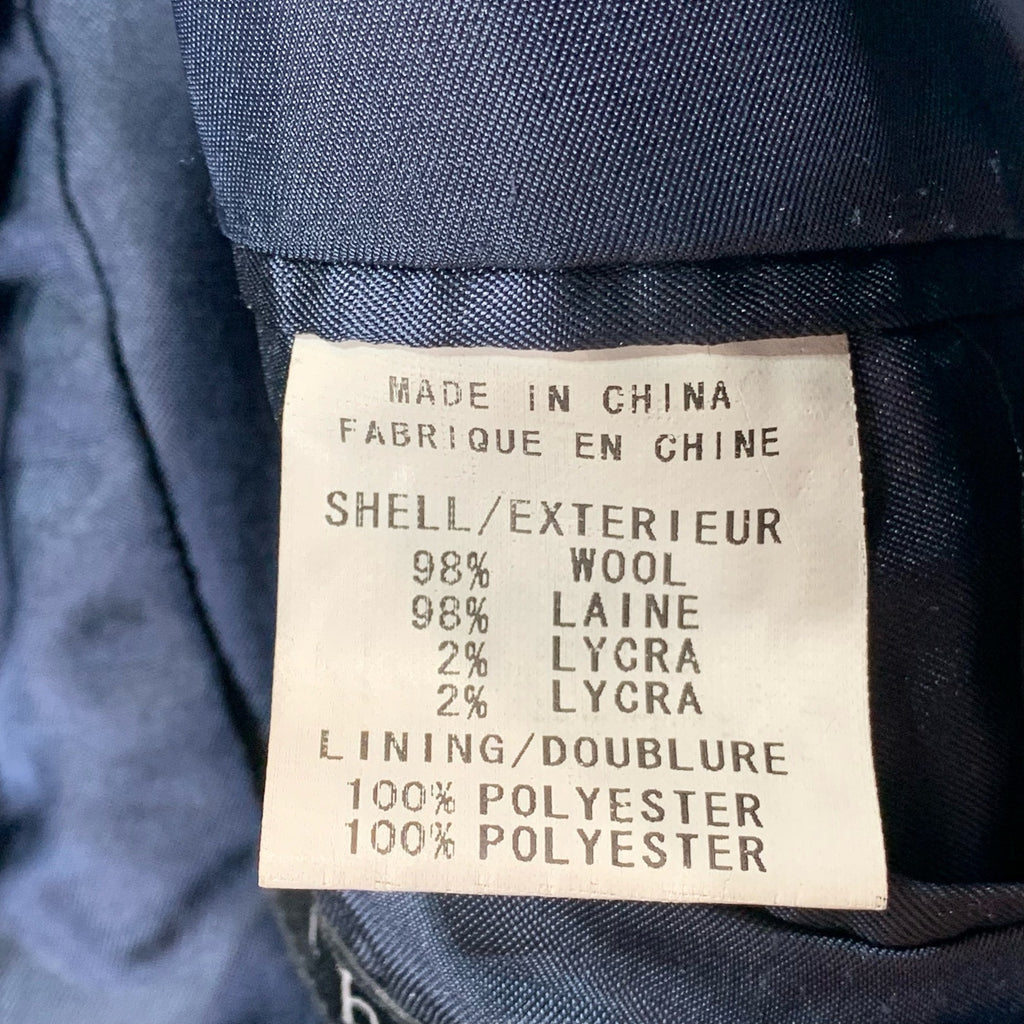 MADE IN CHINA
FABRIQUE EN CHINE
SHELL/EXTERIEUR
98% WOOL
98% LAINE
2% LYCRA
2% LYCRA
LINING/DOUBLURE
100% POLYESTER
100% POLYESTER